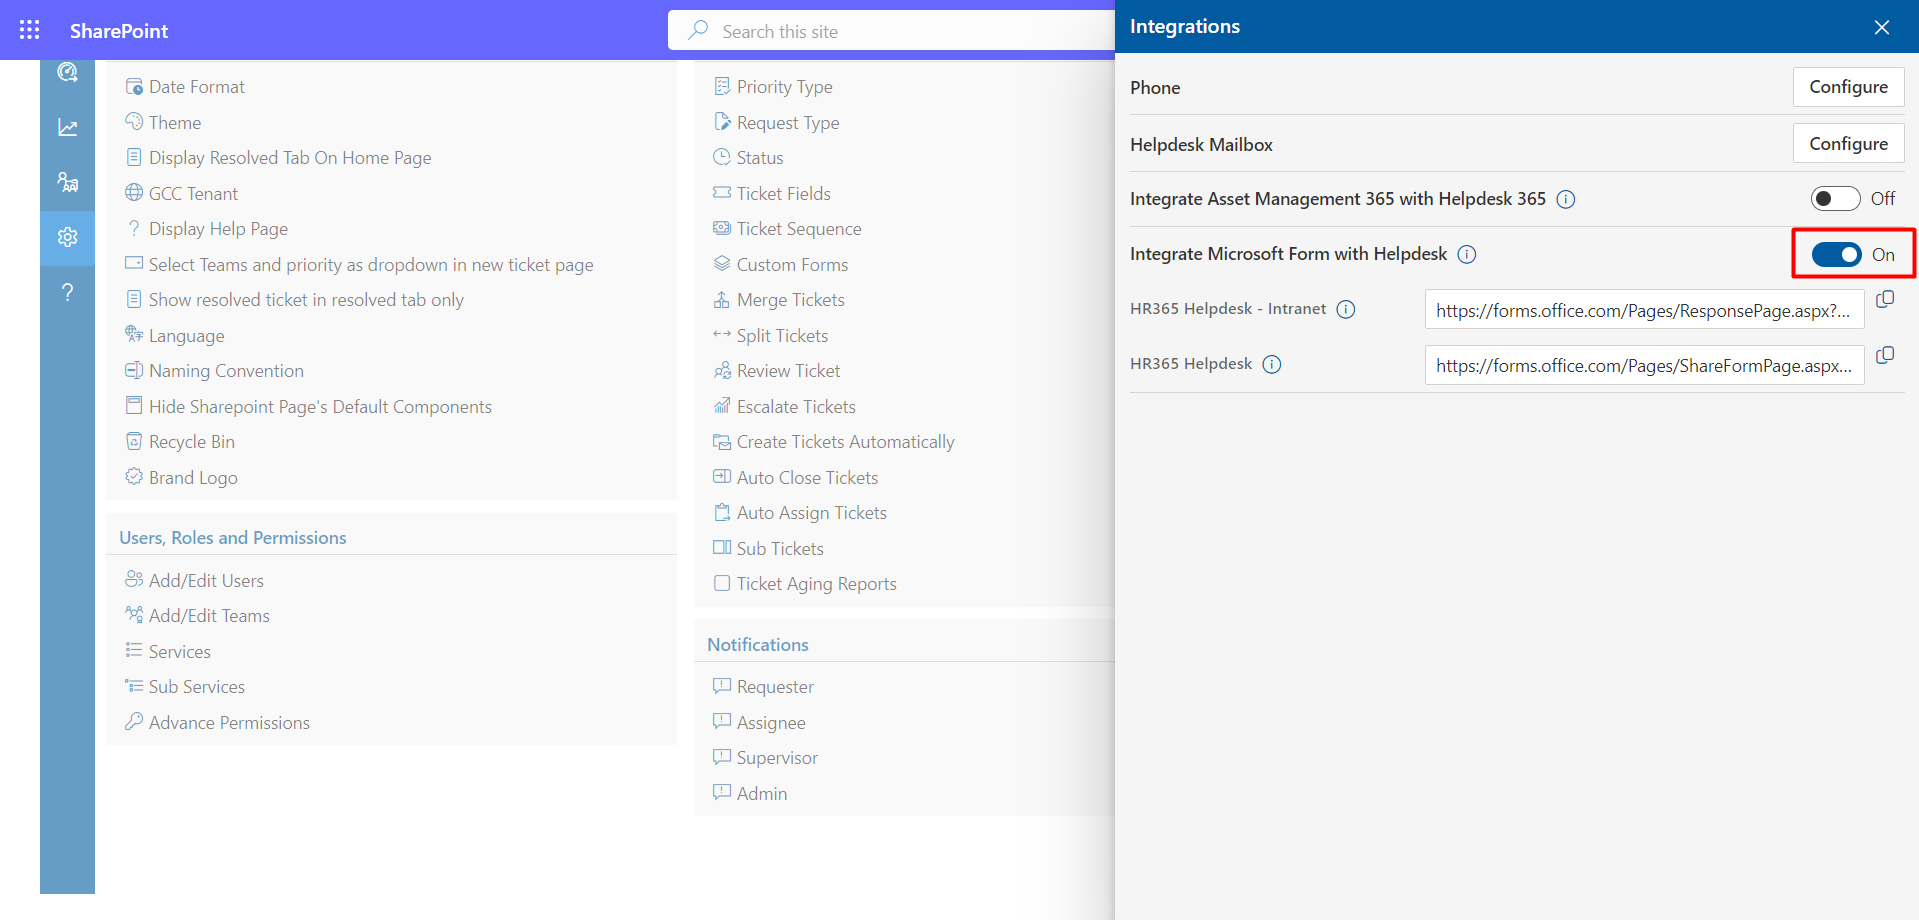 SharePoint
Search this site
Date Format
Theme
Display Resolved Tab On Home Page
GCC Tenant
? Display Help Page
Select Teams and priority as dropdown in new ticket page
Show resolved ticket in resolved tab only
Language
Naming Convention
Hide Sharepoint Page's Default Components
Recycle Bin
Brand Logo
Users, Roles and Permissions
Add/Edit Users
Add/Edit Teams
Services
Sub Services
Advance Permissions
?
Priority Type
Request Type
Status
Ticket Fields
Ticket Sequence
Custom Forms
Merge Tickets
Split Tickets
Review Ticket
Escalate Tickets
Create Tickets Automatically
Auto Close Tickets
Auto Assign Tickets
Sub Tickets
Ticket Aging Reports
Notifications
Requester
Assignee
Supervisor
Admin
Integrations
Phone Configure
Helpdesk Mailbox Configure
Integrate Asset Management 365 with Helpdesk 365 Off
Integrate Microsoft Form with Helpdesk On
HR365 Helpdesk - Intranet https://forms.office.com/Pages/ResponsePage.aspx?...
HR365 Helpdesk https://forms.office.com/Pages/ShareFormPage.aspx...